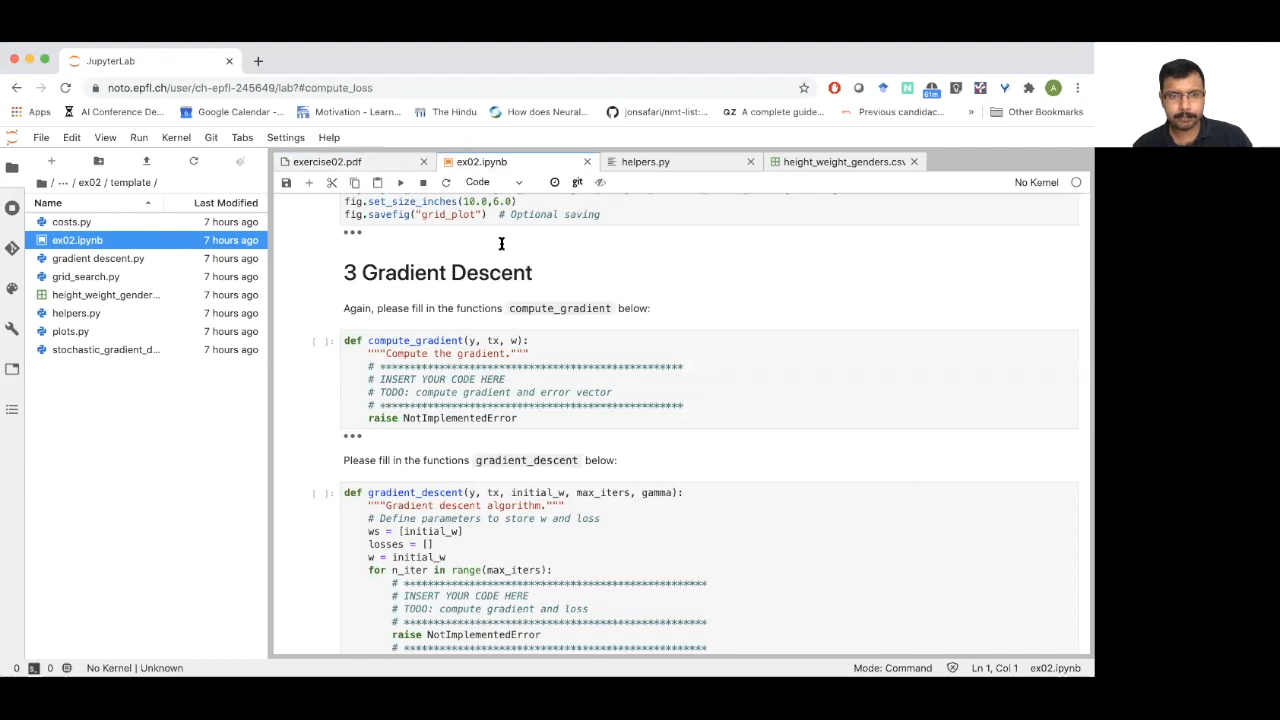 JupyterLab
noto.epfl.ch/user/ch-epfl-245649/lab?#compute_loss
61m
A
Apps
AI Conference De...
Google Calendar -...
Motivation - Learn...
The Hindu
How does Neural...
jonsafari/nmt-list:...
QZ A complete guide...
Previous candidac...
»
Other Bookmarks
File Edit View Run Kernel Git Tabs Settings Help
exercise02.pdf
ex02.ipynb
helpers.py
height_weight_genders.csv
/ ··· / ex02 / template /
Code
git
No Kernel
Name
Last Modified
costs.py 7 hours ago
ex02.ipynb 7 hours ago
gradient descent.py 7 hours ago
grid_search.py 7 hours ago
height_weight_gender... 7 hours ago
helpers.py 7 hours ago
plots.py 7 hours ago
stochastic_gradient_d... 7 hours ago
fig.set_size_inches(10.0,6.0)
fig.savefig("grid_plot")  # Optional saving
•••
3 Gradient Descent
Again, please fill in the functions compute_gradient below:
[ ]:
def compute_gradient(y, tx, w):
"""Compute the gradient."""
# ***************************************************
# INSERT YOUR CODE HERE
# TODO: compute gradient and error vector
# ***************************************************
raise NotImplementedError
•••
Please fill in the functions gradient_descent below:
[ ]:
def gradient_descent(y, tx, initial_w, max_iters, gamma):
"""Gradient descent algorithm."""
# Define parameters to store w and loss
ws = [initial_w]
losses = []
w = initial_w
for n_iter in range(max_iters):
# ***************************************************
# INSERT YOUR CODE HERE
# TODO: compute gradient and loss
# ***************************************************
raise NotImplementedError
# ***************************************************
0 0 No Kernel | Unknown
Mode: Command Ln 1, Col 1 ex02.ipynb